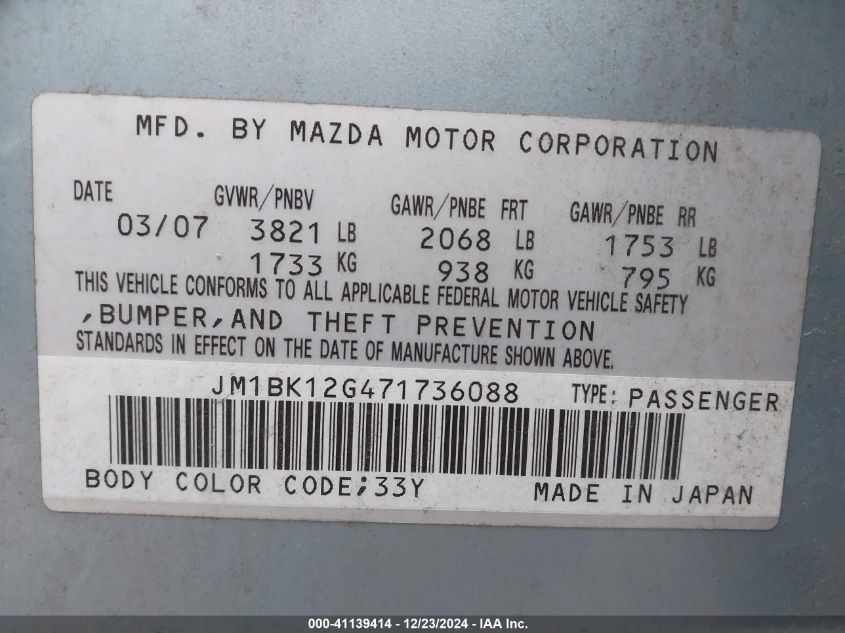 MFD. BY MAZDA MOTOR CORPORATION
DATE GVWR/PNBV GAWR/PNBE FRT GAWR/PNBE RR
03/07 3821 LB 2068 LB 1753 LB
1733 KG 938 KG 795 KG
THIS VEHICLE CONFORMS TO ALL APPLICABLE FEDERAL MOTOR VEHICLE SAFETY
,BUMPER,AND THEFT PREVENTION
STANDARDS IN EFFECT ON THE DATE OF MANUFACTURE SHOWN ABOVE.
JM1BK12G471736088 TYPE: PASSENGER
BODY COLOR CODE;33Y MADE IN JAPAN
000-41139414 - 12/23/2024 - IAA Inc.